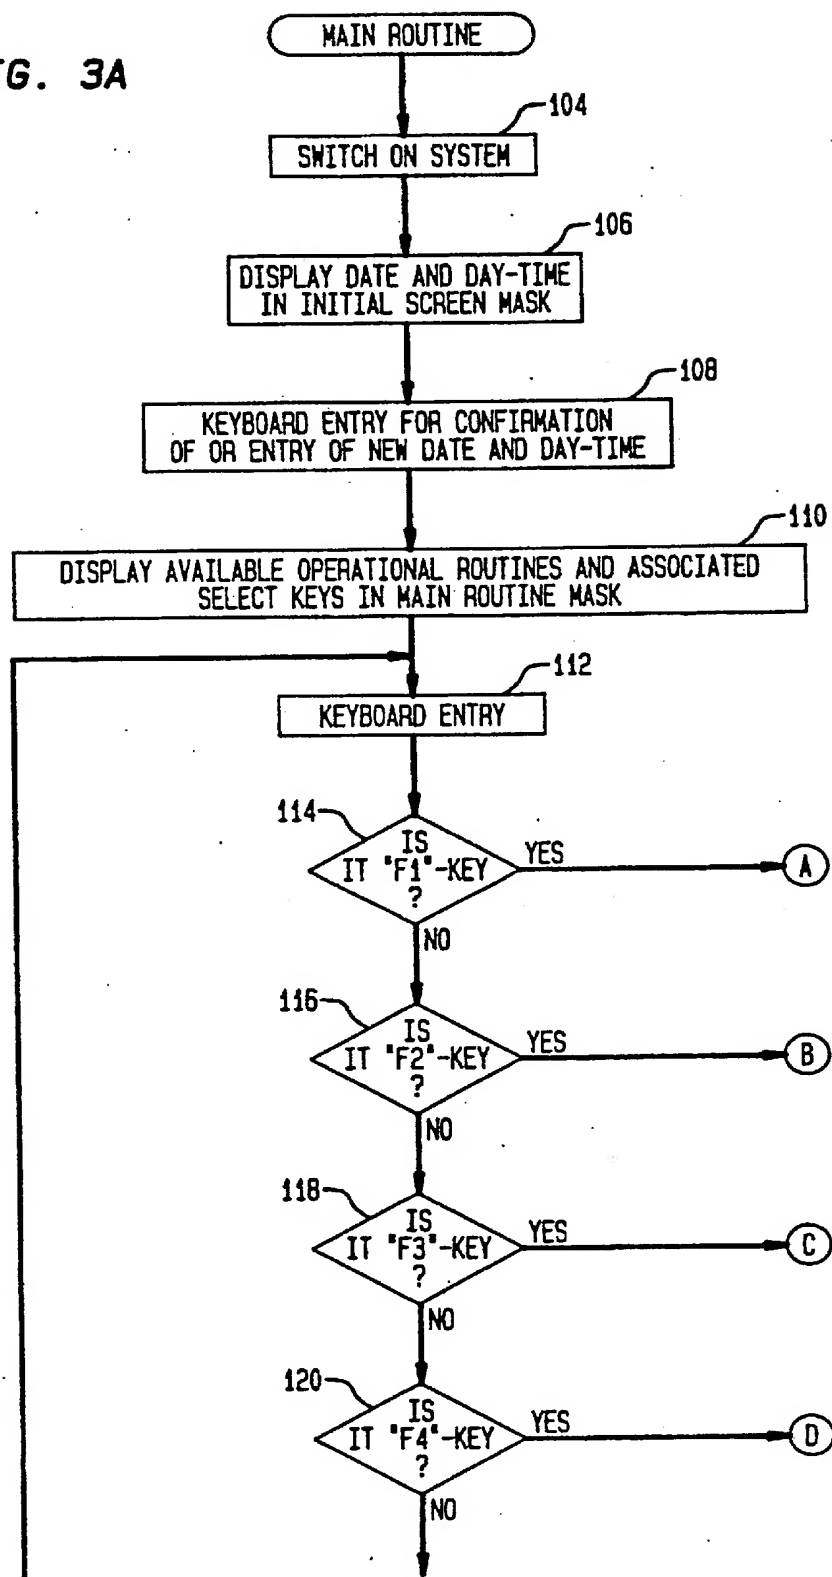 IG. 3A
MAIN ROUTINE
104
SWITCH ON SYSTEM
106
DISPLAY DATE AND DAY-TIME
IN INITIAL SCREEN MASK
108
KEYBOARD ENTRY FOR CONFIRMATION
OF OR ENTRY OF NEW DATE AND DAY-TIME
110
DISPLAY AVAILABLE OPERATIONAL ROUTINES AND ASSOCIATED
SELECT KEYS IN MAIN ROUTINE MASK
112
KEYBOARD ENTRY
114
IS
IT "F1"-KEY
?
YES
A
NO
116
IS
IT "F2"-KEY
?
YES
B
NO
118
IS
IT "F3"-KEY
?
YES
C
NO
120
IS
IT "F4"-KEY
?
YES
D
NO